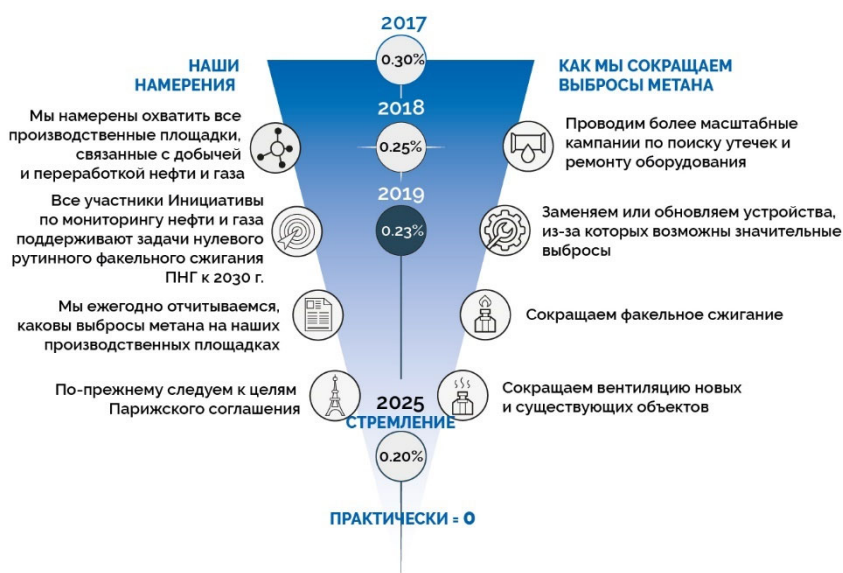 2017
0.30%
НАШИ
НАМЕРЕНИЯ
КАК МЫ СОКРАЩАЕМ
ВЫБРОСЫ МЕТАНА
2018
0.25%
Мы намерены охватить все
производственные площадки,
связанные с добычей
и переработкой нефти и газа
Проводим более масштабные
кампании по поиску утечек и
ремонту оборудования
2019
0.23%
Все участники Инициативы
по мониторингу нефти и газа
поддерживают задачи нулевого
рутинного факельного сжигания
ПНГ к 2030 г.
Заменяем или обновляем устройства,
из-за которых возможны значительные
выбросы
Мы ежегодно отчитываемся,
каковы выбросы метана на наших
производственных площадках
Сокращаем факельное сжигание
По-прежнему следуем к целям
Парижского соглашения
Сокращаем вентиляцию новых
и существующих объектов
2025
СТРЕМЛЕНИЕ
0.20%
ПРАКТИЧЕСКИ = 0